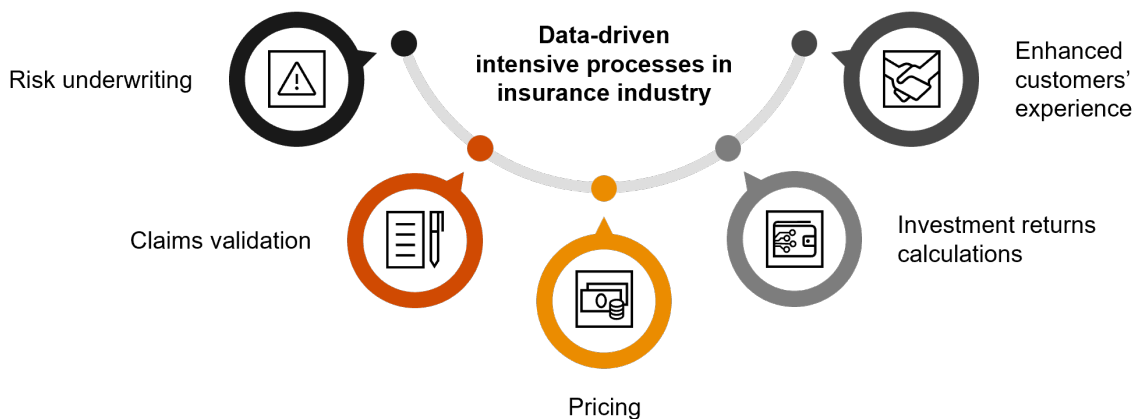 Data-driven
intensive processes in
insurance industry
Risk underwriting
Claims validation
Pricing
Investment returns
calculations
Enhanced
customers’
experience